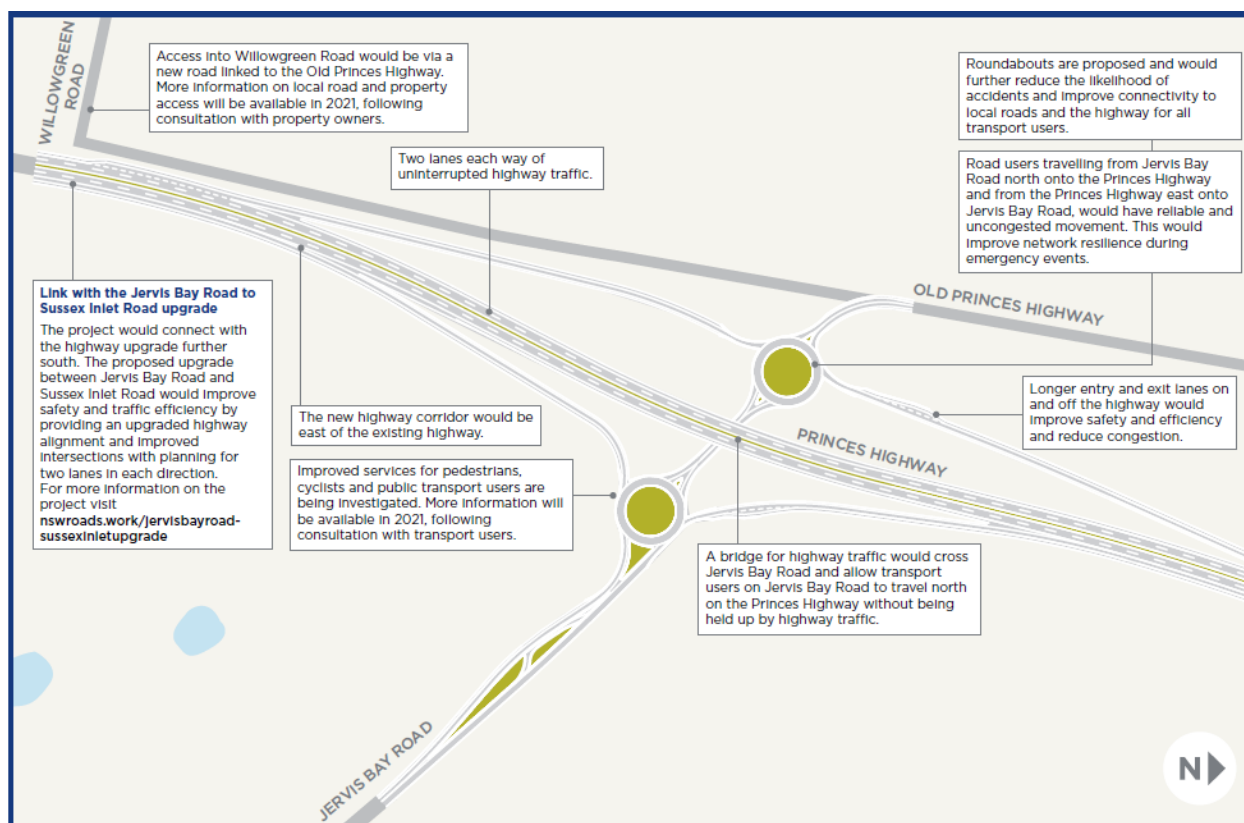 WILLOWGREEN
ROAD
Access into Willowgreen Road would be via a
new road linked to the Old Princes Highway.
More information on local road and property
access will be available in 2021, following
consultation with property owners.
Roundabouts are proposed and would
further reduce the likelihood of
accidents and improve connectivity to
local roads and the highway for all
transport users.
Two lanes each way of
uninterrupted highway traffic.
Road users travelling from Jervis Bay
Road north onto the Princes Highway
and from the Princes Highway east onto
Jervis Bay Road, would have reliable and
uncongested movement. This would
improve network resilience during
emergency events.
Link with the Jervis Bay Road to
Sussex Inlet Road upgrade
The project would connect with
the highway upgrade further
south. The proposed upgrade
between Jervis Bay Road and
Sussex Inlet Road would improve
safety and traffic efficiency by
providing an upgraded highway
alignment and improved
intersections with planning for
two lanes in each direction.
For more information on the
project visit
nswroads.work/jervisbayroad-
sussexinletupgrade
OLD PRINCES HIGHWAY
The new highway corridor would be
east of the existing highway.
Longer entry and exit lanes on
and off the highway would
improve safety and efficiency
and reduce congestion.
PRINCES HIGHWAY
Improved services for pedestrians,
cyclists and public transport users are
being investigated. More information will
be available in 2021, following
consultation with transport users.
A bridge for highway traffic would cross
Jervis Bay Road and allow transport
users on Jervis Bay Road to travel north
on the Princes Highway without being
held up by highway traffic.
JERVIS BAY ROAD
N